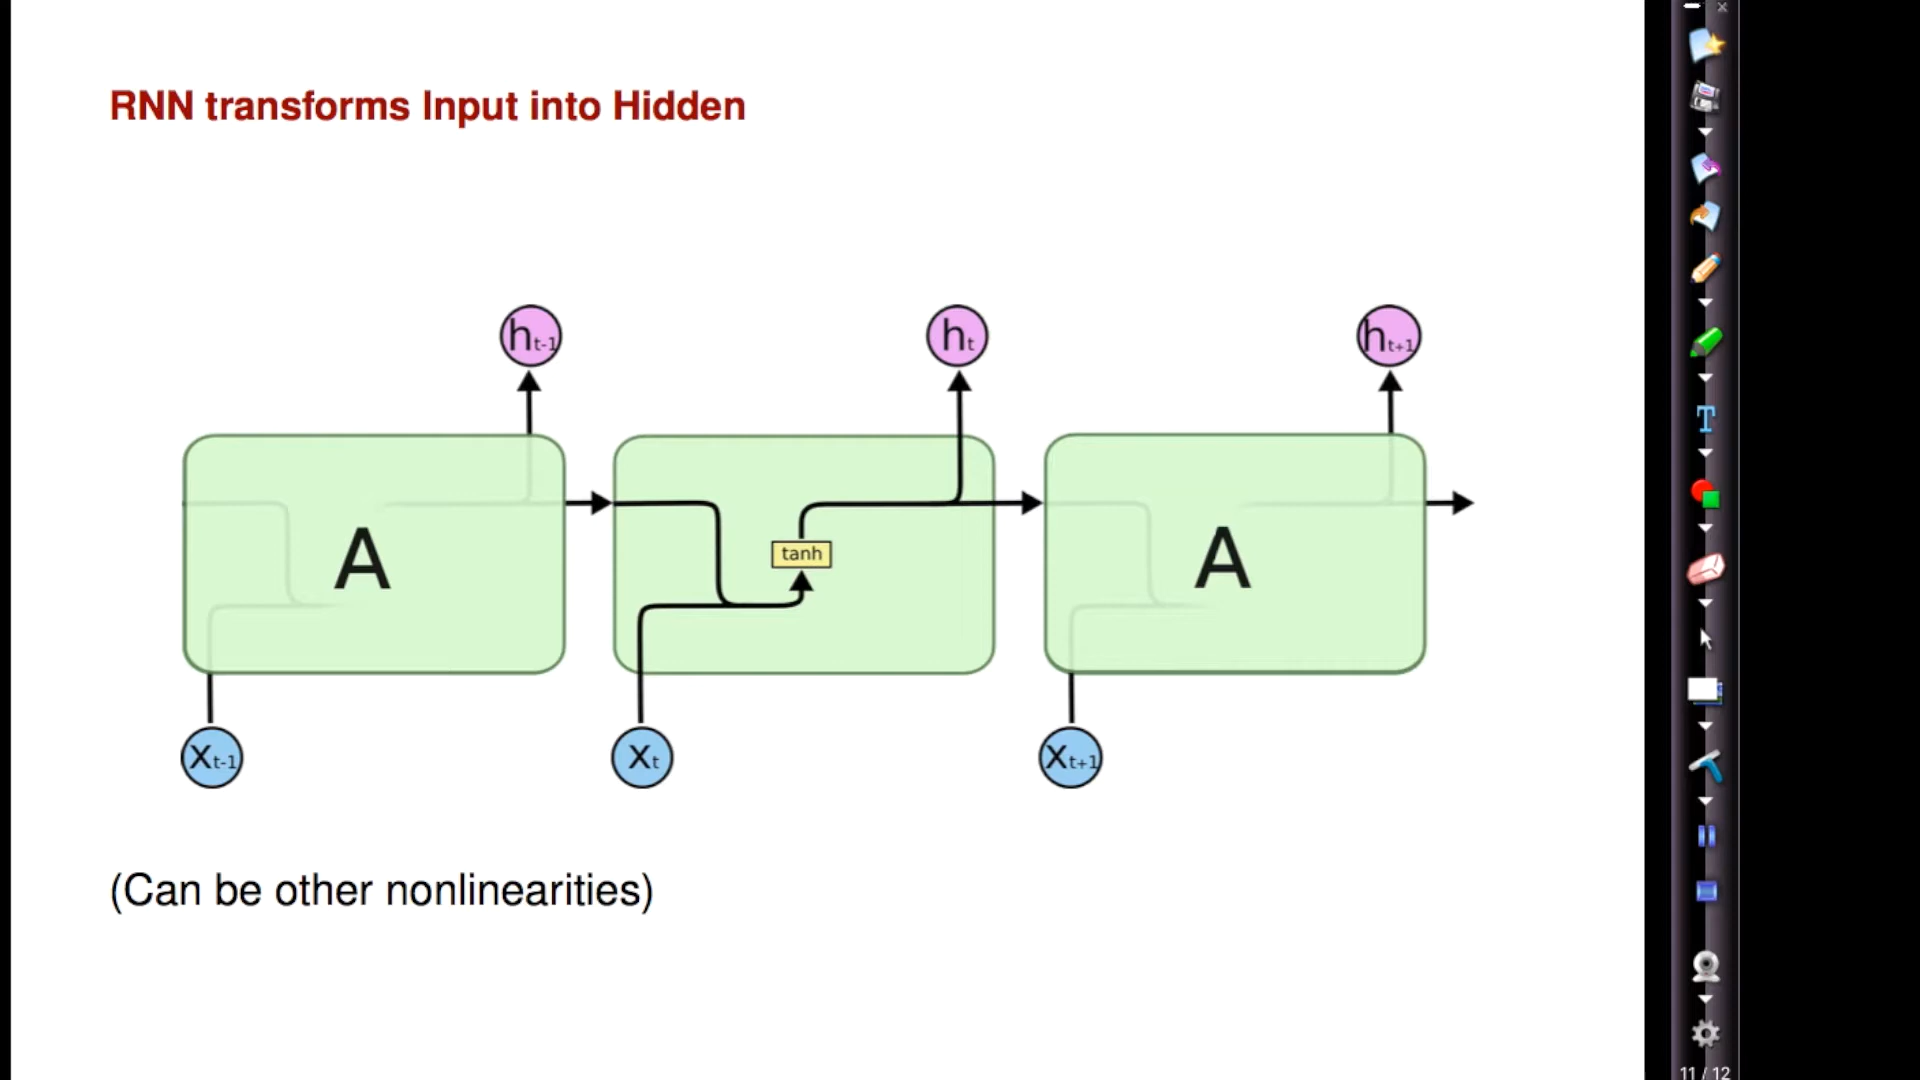 RNN transforms Input into Hidden
ht-1 ht ht+1
A tanh A
Xt-1 Xt Xt+1
(Can be other nonlinearities)
T
11 / 12